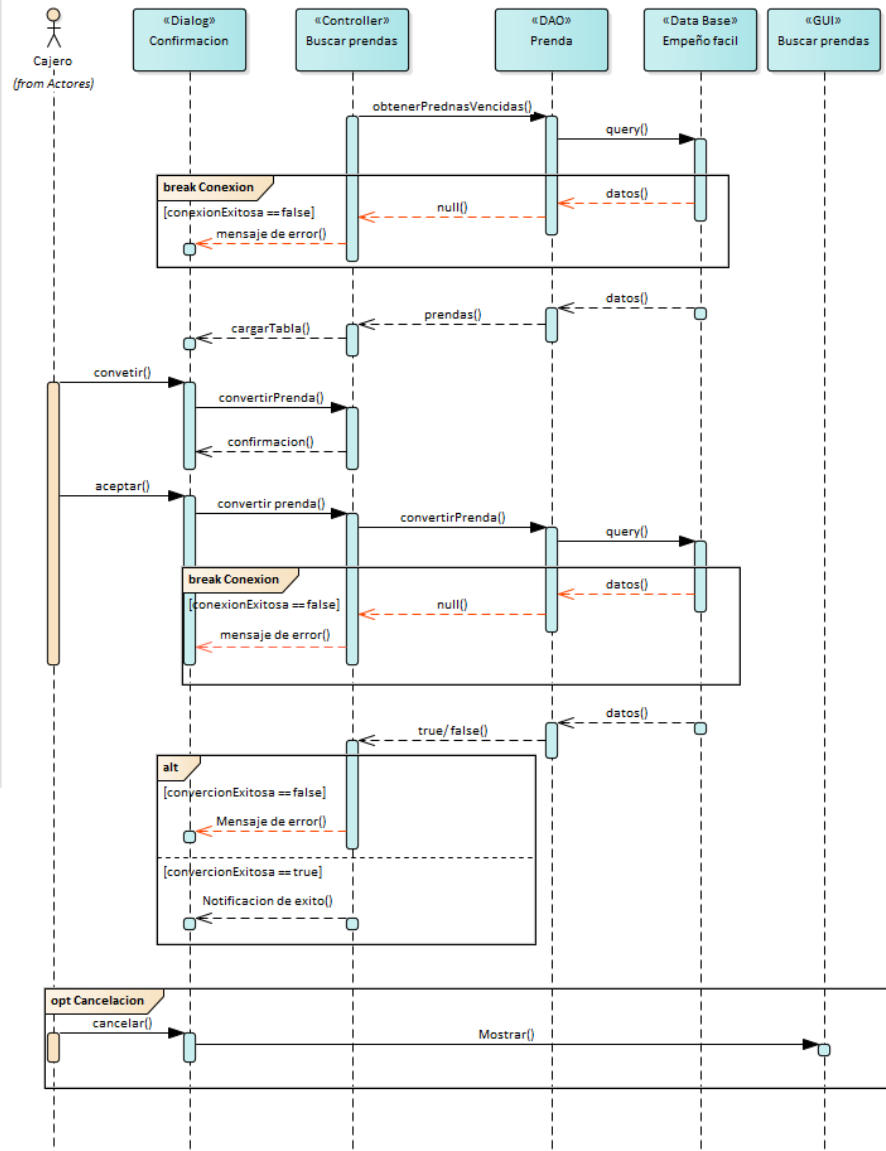 «Dialog»
Confirmacion
«Controller»
Buscar prendas
«DAO»
Prenda
«Data Base»
Empeño facil
«GUI»
Buscar prendas
Cajero
(from Actores)
obtenerPrednasVencidas()
query()
break Conexion
[conexionExitosa ==false]
datos()
null()
mensaje de error()
datos()
prendas()
cargarTabla()
convetir()
convertirPrenda()
confirmacion()
aceptar()
convertir prenda()
convertirPrenda()
query()
break Conexion
[conexionExitosa ==false]
datos()
null()
mensaje de error()
datos()
true/false()
alt
[convercionExitosa ==false]
Mensaje de error()
[convercionExitosa ==true]
Notificacion de exito()
opt Cancelacion
cancelar()
Mostrar()